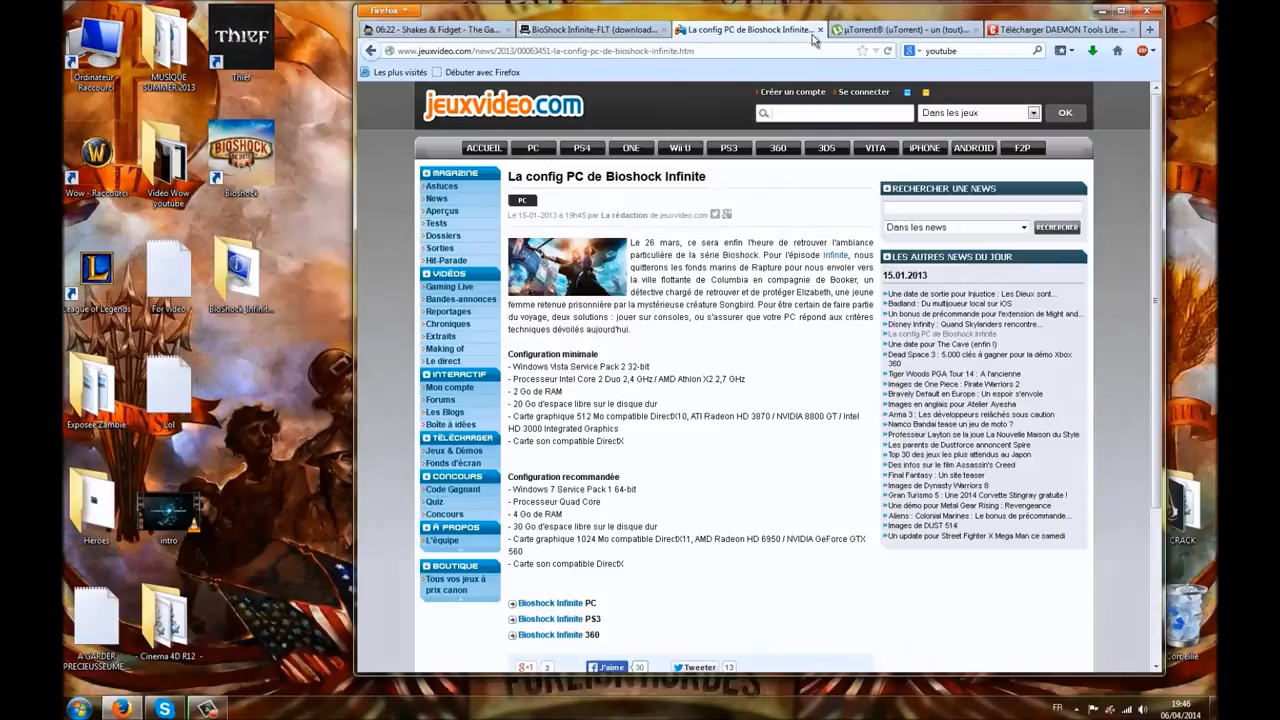 Firefox
06:22 - Shakes & Fidget - The Ga...
BioShock Infinite-FLT (download...
La config PC de Bioshock Infinite...
µTorrent® (uTorrent) - un (tout)...
Télécharger DAEMON Tools Lite ...
www.jeuxvideo.com/news/2013/00063451-la-config-pc-de-bioshock-infinite.htm
youtube
Les plus visités
Débuter avec Firefox
jeuxvideo.com
Créer un compte
Se connecter
Dans les jeux
OK
ACCUEIL PC PS4 ONE Wii U PS3 360 3DS VITA iPHONE ANDROID F2P
MAGAZINE
Astuces
News
Aperçus
Tests
Dossiers
Sorties
Hit-Parade
VIDÉOS
Gaming Live
Bandes-annonces
Reportages
Chroniques
Extraits
Making of
Le direct
INTERACTIF
Mon compte
Forums
Les Blogs
Boîte à idées
TÉLÉCHARGER
Jeux & Démos
Fonds d'écran
CONCOURS
Code Gagnant
Quiz
Concours
À PROPOS
L'équipe
BOUTIQUE
Tous vos jeux à
prix canon
La config PC de Bioshock Infinite
PC
Le 15-01-2013 à 19h45 par La rédaction de jeuxvideo.com
Le 26 mars, ce sera enfin l'heure de retrouver l'ambiance
particulière de la série Bioshock. Pour l'épisode Infinite, nous
quitterons les fonds marins de Rapture pour nous envoler vers
la ville flottante de Columbia en compagnie de Booker, un
détective chargé de retrouver et de protéger Elizabeth, une jeune
femme retenue prisonnière par la mystérieuse créature Songbird. Pour être certain de faire partie
du voyage, deux solutions : jouer sur consoles, ou s'assurer que votre PC répond aux critères
techniques dévoilés aujourd'hui.
Configuration minimale
- Windows Vista Service Pack 2 32-bit
- Processeur Intel Core 2 Duo 2,4 GHz / AMD Athlon X2 2,7 GHz
- 2 Go de RAM
- 20 Go d'espace libre sur le disque dur
- Carte graphique 512 Mo compatible DirectX10, ATI Radeon HD 3870 / NVIDIA 8800 GT / Intel
HD 3000 Integrated Graphics
- Carte son compatible DirectX
Configuration recommandée
- Windows 7 Service Pack 1 64-bit
- Processeur Quad Core
- 4 Go de RAM
- 30 Go d'espace libre sur le disque dur
- Carte graphique 1024 Mo compatible DirectX11, AMD Radeon HD 6950 / NVIDIA GeForce GTX
560
- Carte son compatible DirectX
Bioshock Infinite PC
Bioshock Infinite PS3
Bioshock Infinite 360
+1 3
J'aime 30
Tweeter 13
RECHERCHER UNE NEWS
Dans les news
RECHERCHER
LES AUTRES NEWS DU JOUR
15.01.2013
Une date de sortie pour Injustice : Les Dieux sont...
Badland : Du multijoueur local sur iOS
Un bonus de précommande pour l'extension de Might and...
Disney Infinity : Quand Skylanders rencontre...
La config PC de Bioshock Infinite
Une date pour The Cave (enfin !)
Dead Space 3 : 5.000 clés à gagner pour la démo Xbox
360
Tiger Woods PGA Tour 14 : A l'ancienne
Images de One Piece : Pirate Warriors 2
Bravely Default en Europe : Un espoir s'envole
Images en anglais pour Atelier Ayesha
Arma 3 : Les développeurs relâchés sous caution
Namco Bandai tease un jeu de moto ?
Professeur Layton se la joue La Nouvelle Maison du Style
Les parents de Dustforce annoncent Spire
Top 30 des jeux les plus attendus au Japon
Des infos sur le film Assassin's Creed
Final Fantasy : Un site teaser
Images de Dynasty Warriors 8
Gran Turismo 5 : Une 2014 Corvette Stingray gratuite !
Une démo pour Metal Gear Rising : Revengeance
Aliens : Colonial Marines : Le bonus de précommande...
Images de DUST 514
Un update pour Street Fighter X Mega Man ce samedi
Ordinateur -
Raccourci
MUSIQUE
SUMMER 2013
THIEF
Thief
Wow - Raccourci
Vidéo Wow
youtube
BIOSHOCK
INFINITE
Bioshock
League of Legends
For video
Exposée Zambie
Lol
Heroes
intro
A GARDER
PRECIEUSSEUME...
- Cinema 4D R12 -
CRACK
Corbeille
FR
19:46
06/04/2014